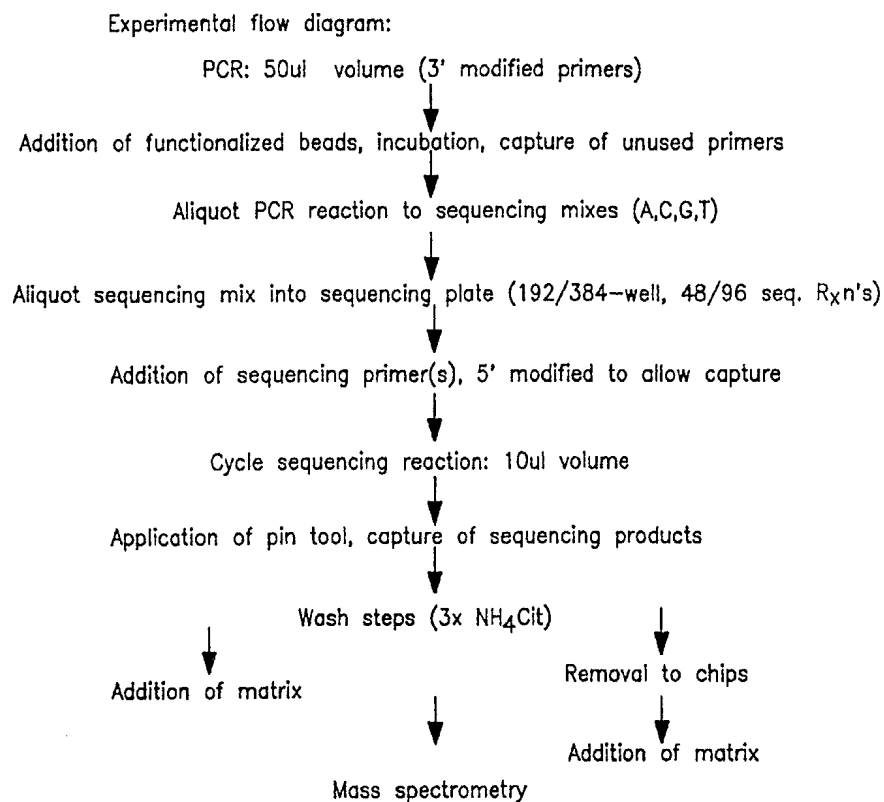 Experimental flow diagram:
PCR: 50ul volume (3' modified primers)
Addition of functionalized beads, incubation, capture of unused primers
Aliquot PCR reaction to sequencing mixes (A,C,G,T)
Aliquot sequencing mix into sequencing plate (192/384-well, 48/96 seq. RXn's)
Addition of sequencing primer(s), 5' modified to allow capture
Cycle sequencing reaction: 10ul volume
Application of pin tool, capture of sequencing products
Wash steps (3x NH4Cit)
Removal to chips
Addition of matrix
Addition of matrix
Mass spectrometry